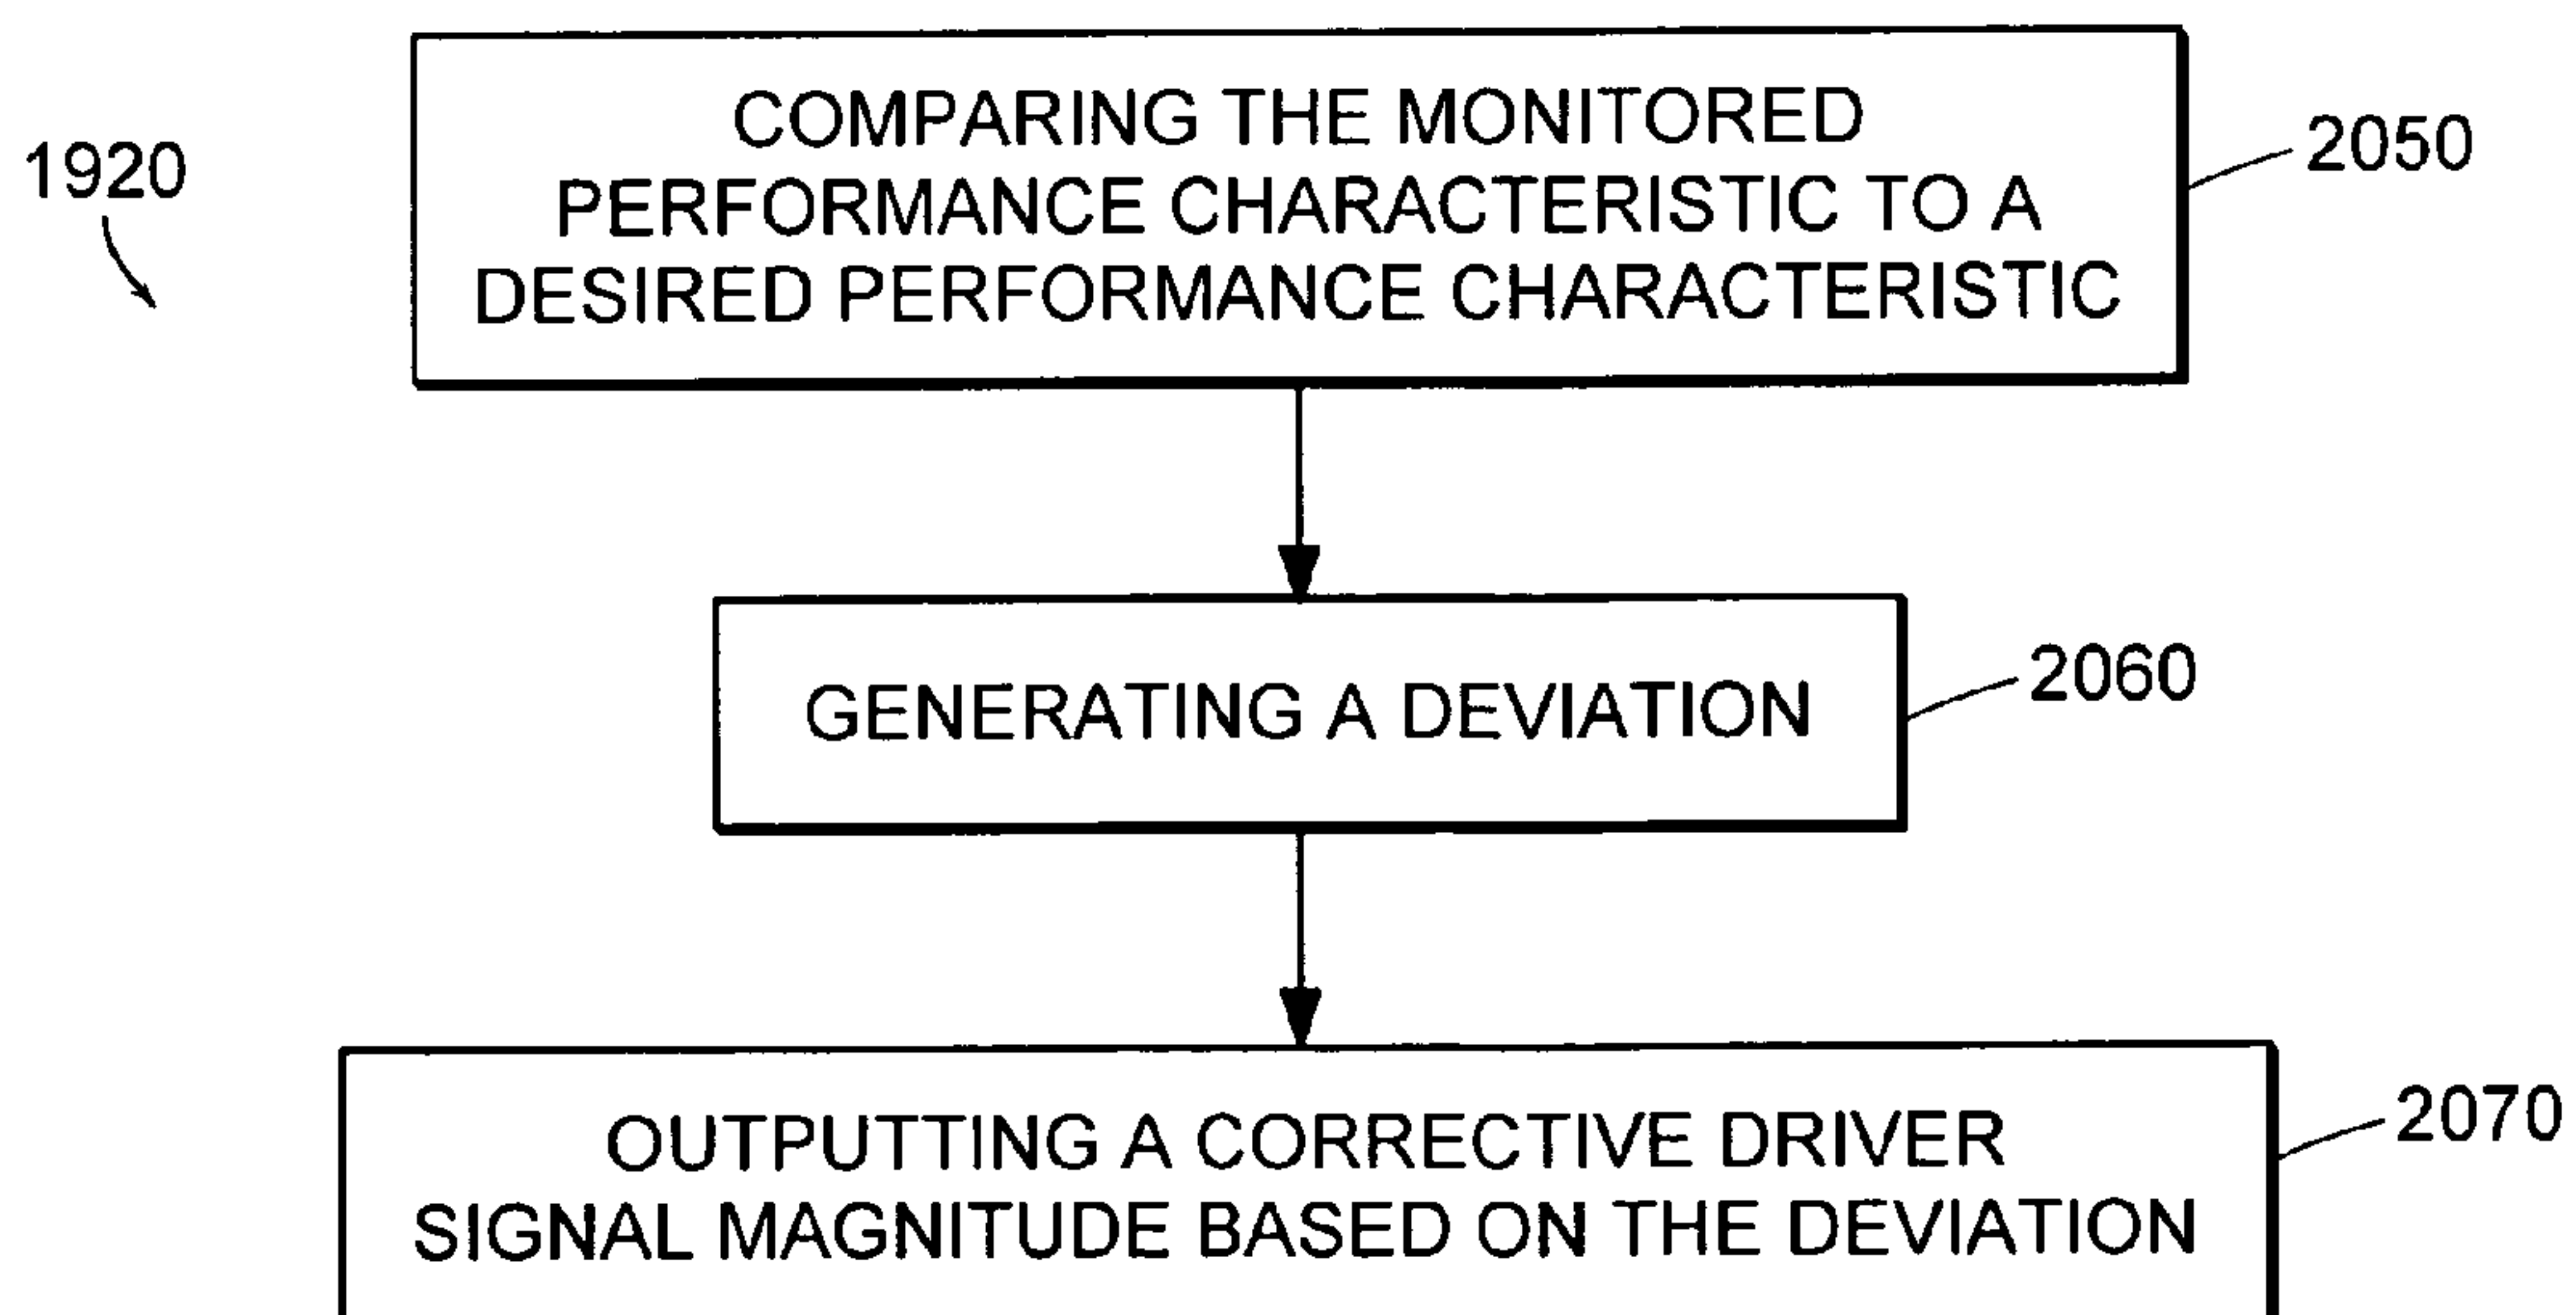 1920
COMPARING THE MONITORED
PERFORMANCE CHARACTERISTIC TO A
DESIRED PERFORMANCE CHARACTERISTIC
2050
GENERATING A DEVIATION
2060
OUTPUTTING A CORRECTIVE DRIVER
SIGNAL MAGNITUDE BASED ON THE DEVIATION
2070